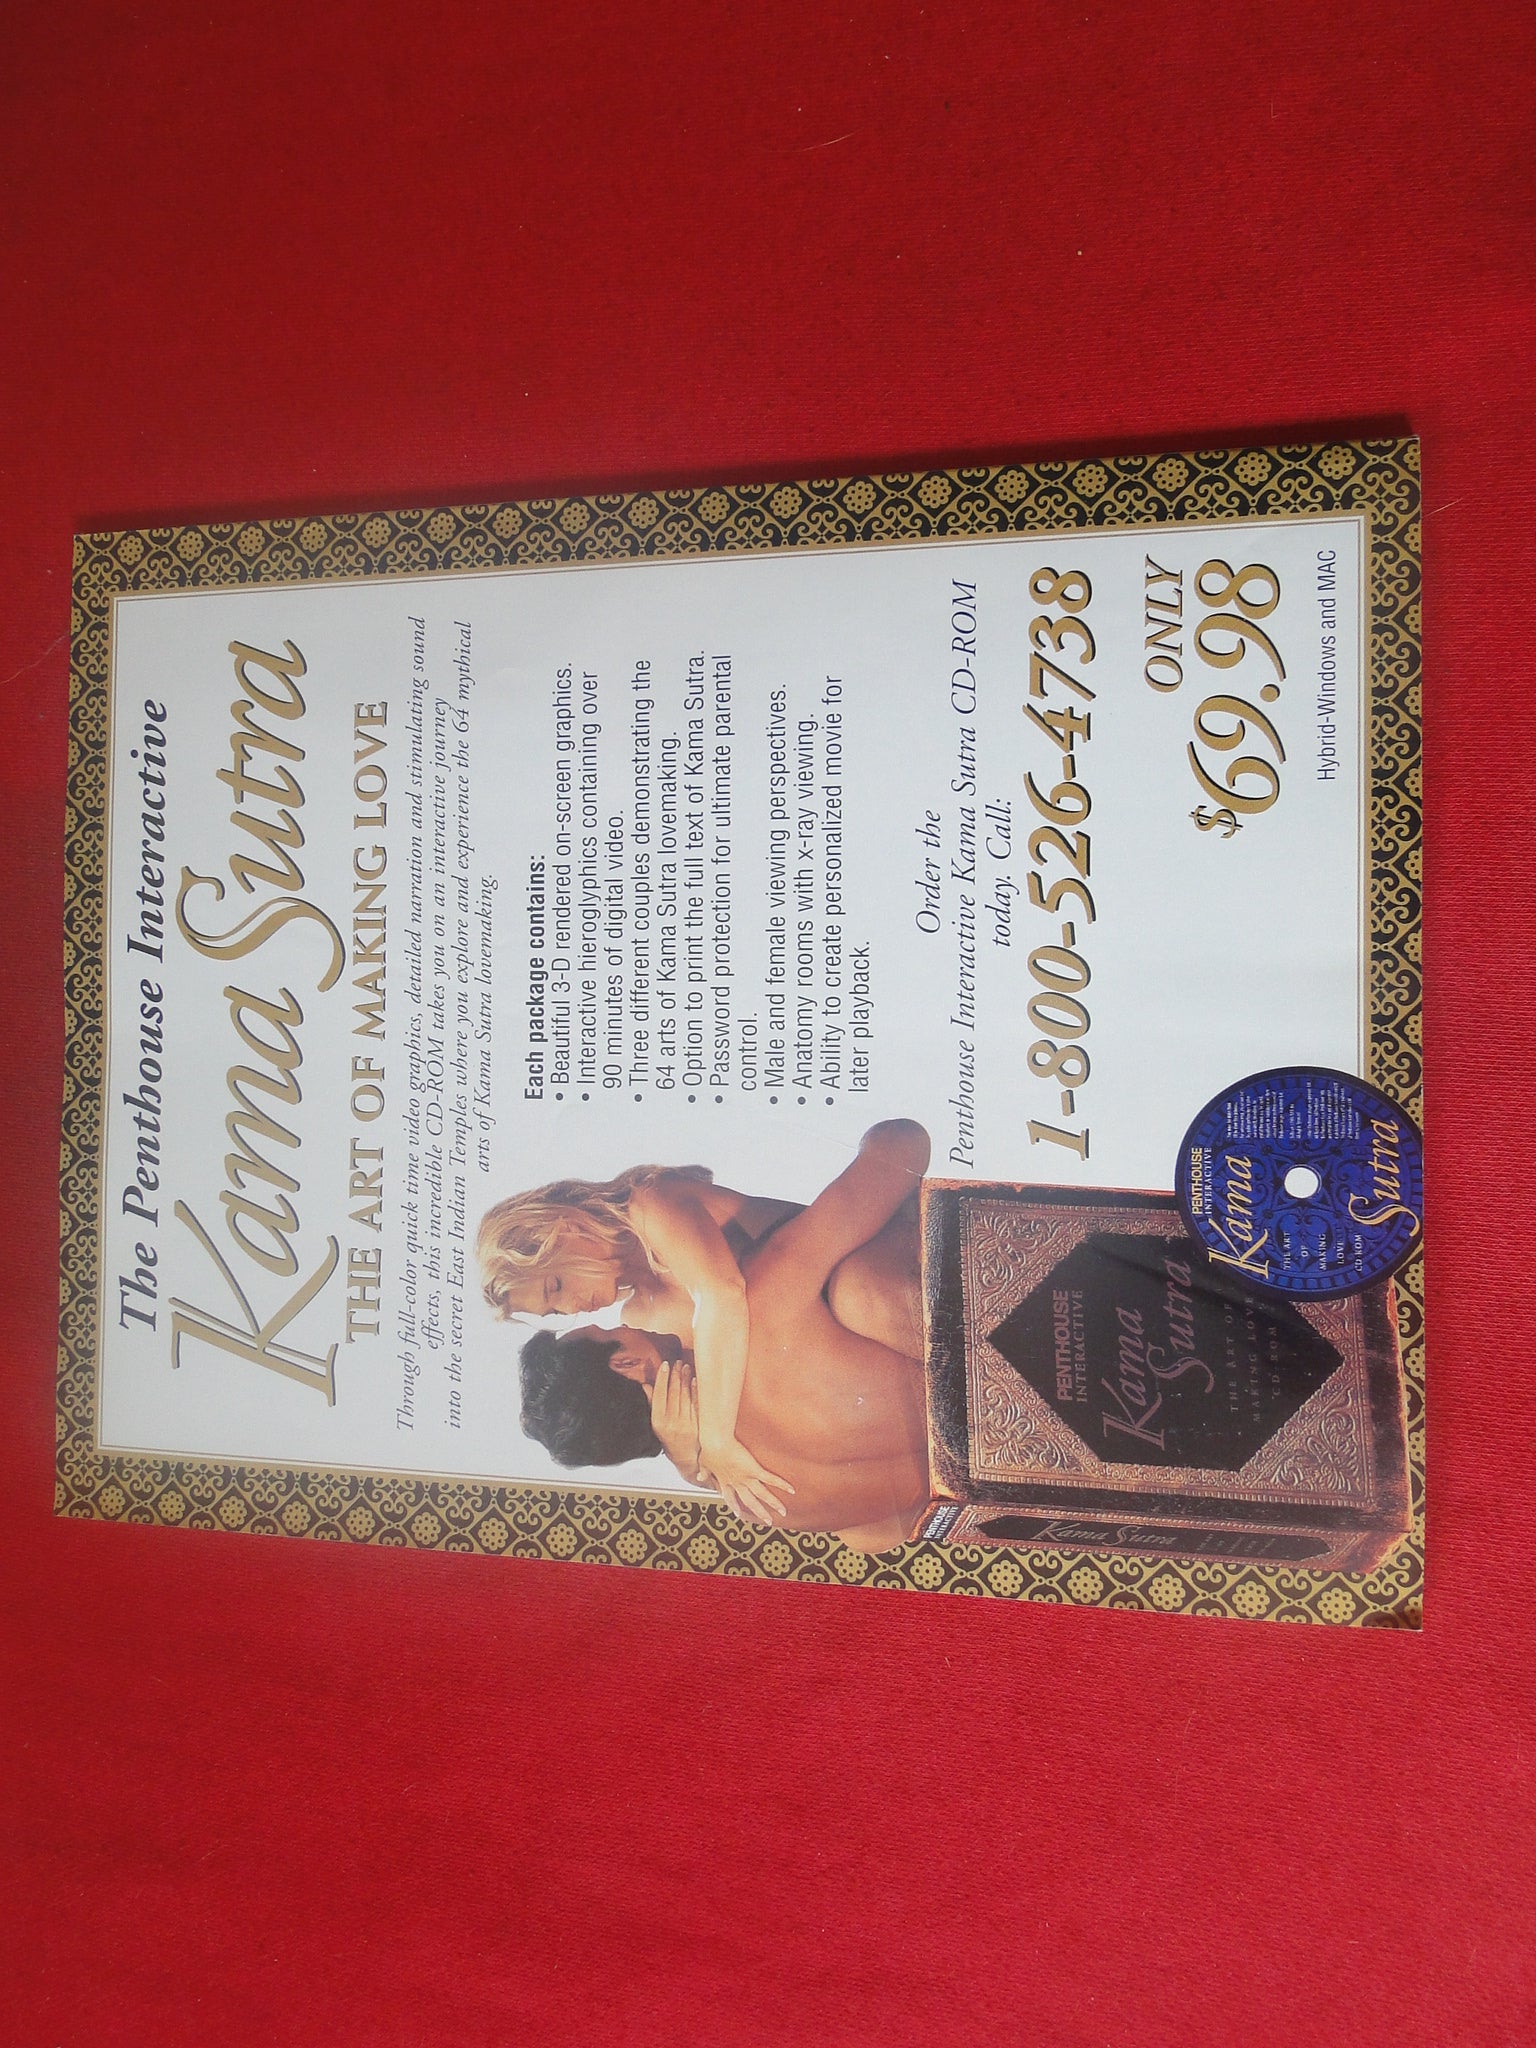 The Penthouse Interactive
Kama Sutra
THE ART OF MAKING LOVE
Through full-color quick time video graphics, detailed narration and stimulating sound
effects, this incredible CD-ROM takes you on an interactive journey
into the secret East Indian Temples where you explore and experience the 64 mythical
arts of Kama Sutra lovemaking.
Each package contains:
• Beautiful 3-D rendered on-screen graphics.
• Interactive hieroglyphics containing over
90 minutes of digital video.
• Three different couples demonstrating the
64 arts of Kama Sutra lovemaking.
• Option to print the full text of Kama Sutra.
• Password protection for ultimate parental
control.
• Male and female viewing perspectives.
• Anatomy rooms with x-ray viewing.
• Ability to create personalized movie for
later playback.
Order the
Penthouse Interactive Kama Sutra CD-ROM
today. Call:
1-800-526-4738
ONLY
$69.98
Hybrid-Windows and MAC
PENTHOUSE
INTERACTIVE
Kama Sutra
PENTHOUSE
INTERACTIVE
Kama
Sutra
THE ART OF
MAKING LOVE
CD ROM
PENTHOUSE
INTERACTIVE
Kama
THE ART
OF
MAKING
LOVE
CD ROM
Sutra